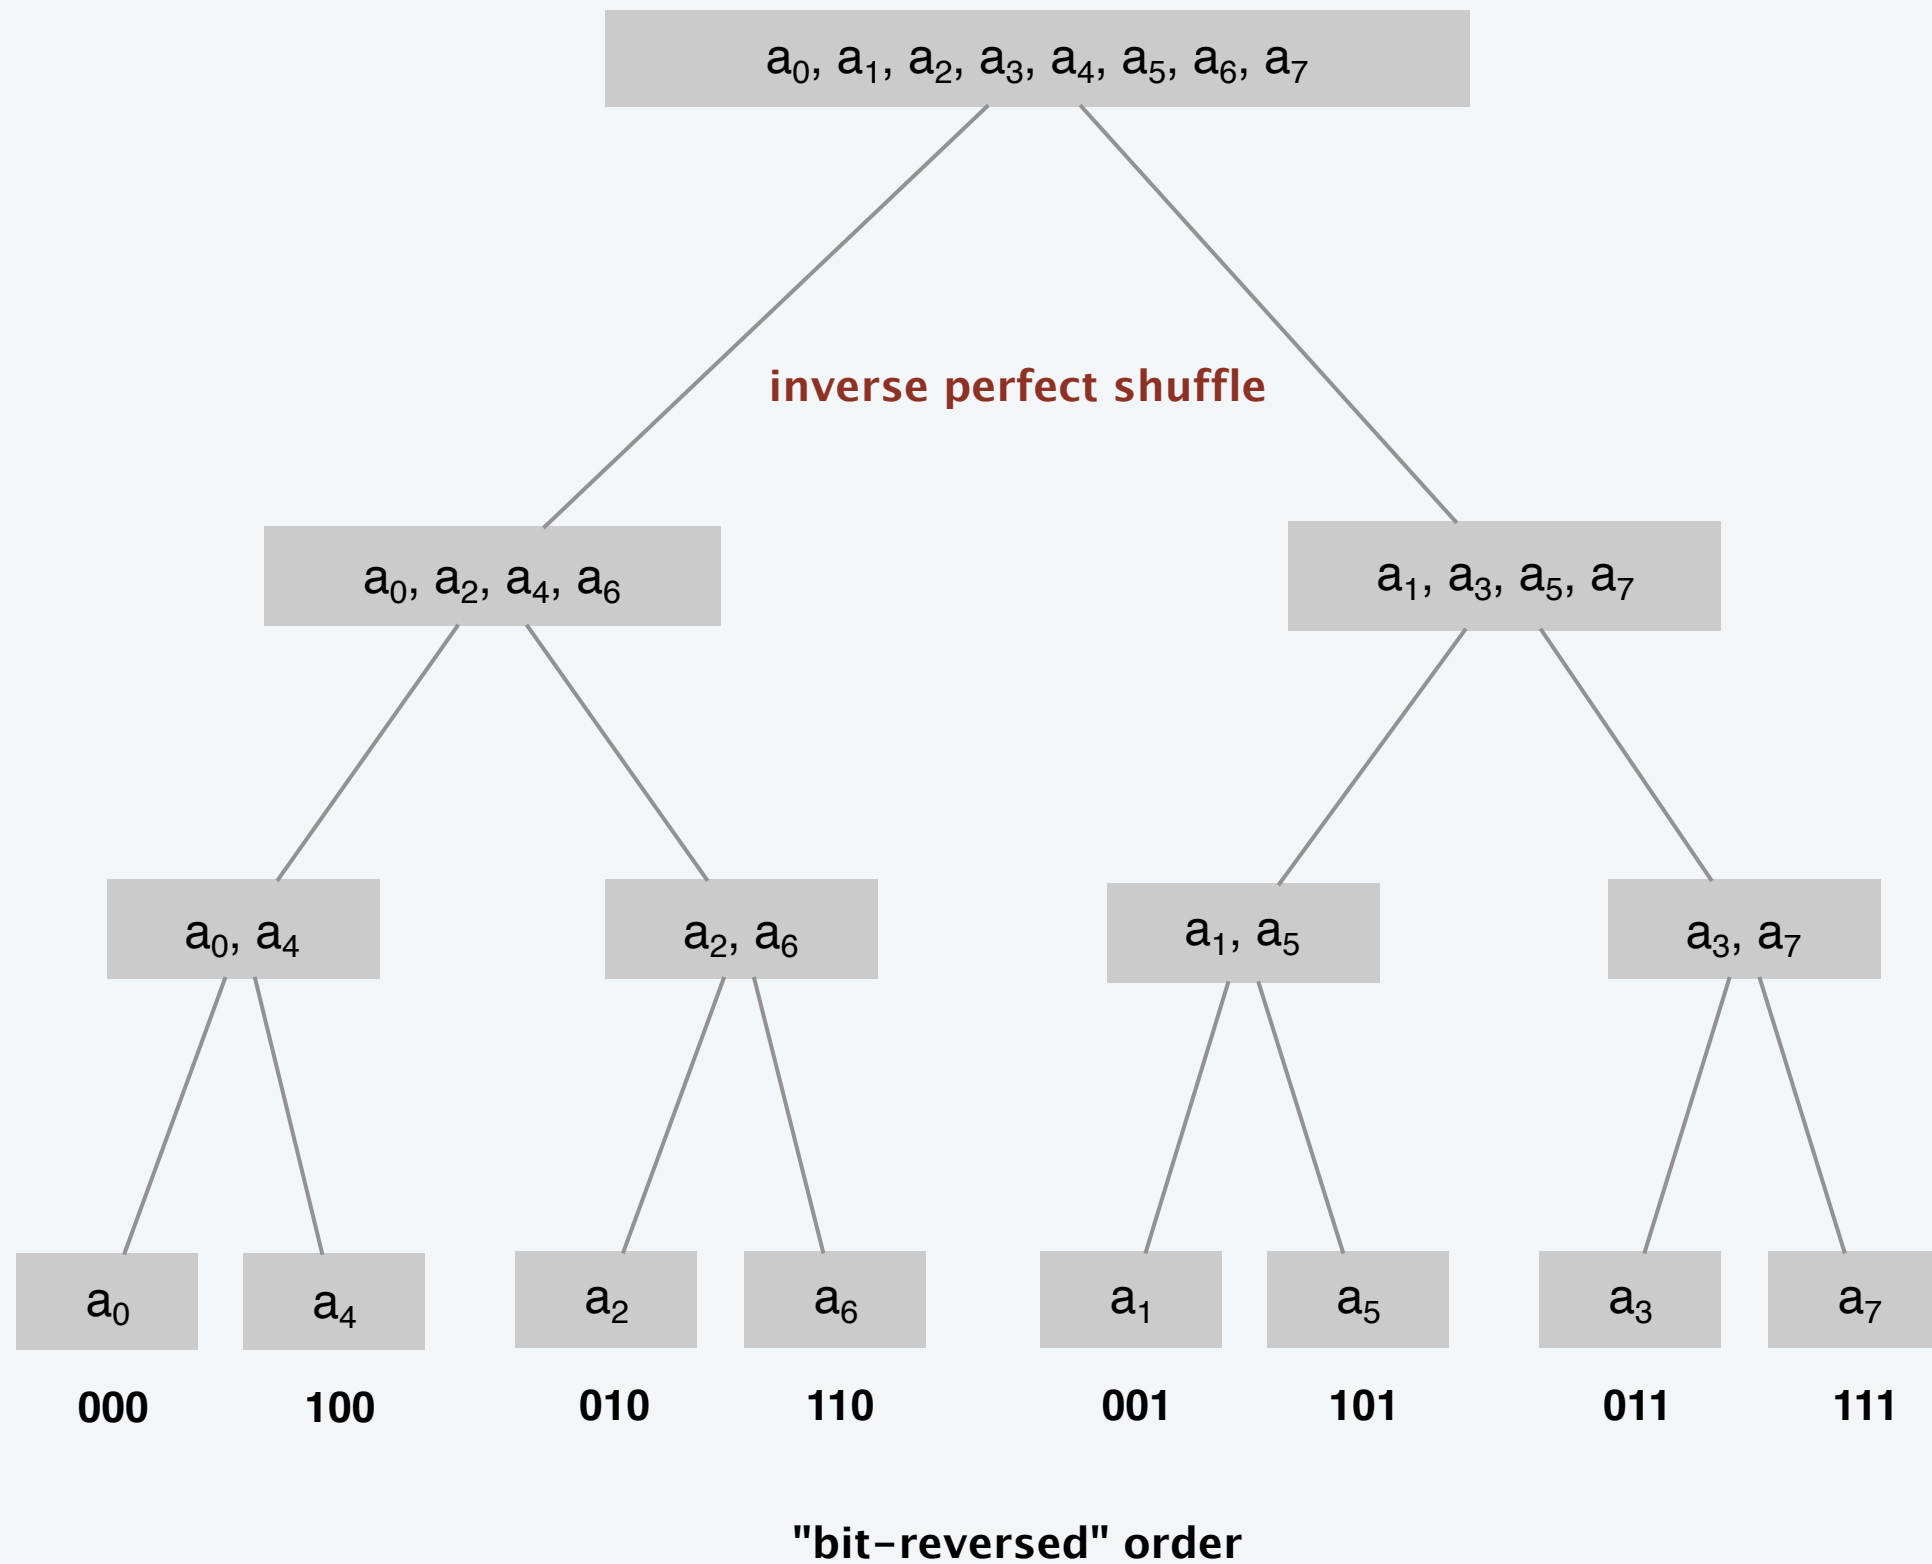 a₀, a₁, a₂, a₃, a₄, a₅, a₆, a₇
inverse perfect shuffle
a₀, a₂, a₄, a₆
a₁, a₃, a₅, a₇
a₀, a₄
a₂, a₆
a₁, a₅
a₃, a₇
a₀
a₄
a₂
a₆
a₁
a₅
a₃
a₇
000
100
010
110
001
101
011
111
"bit-reversed" order